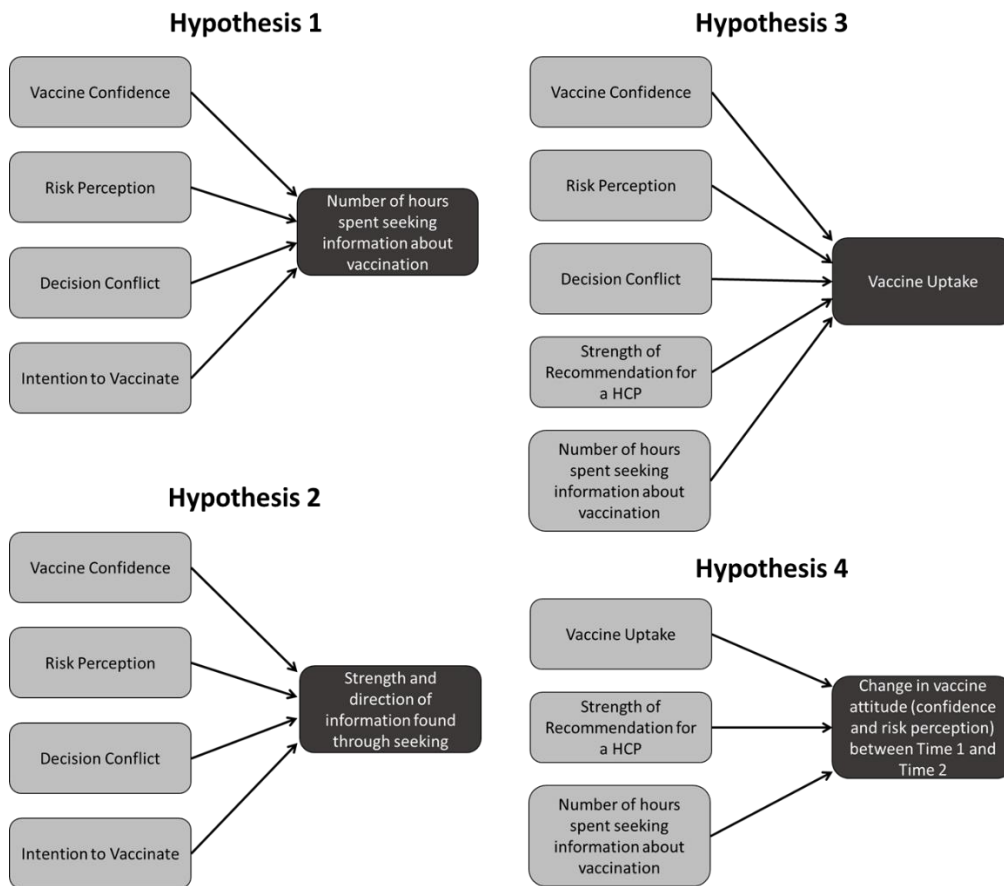 Hypothesis 1
Vaccine Confidence
Risk Perception
Decision Conflict
Intention to Vaccinate
Number of hours
spent seeking
information about
vaccination
Hypothesis 2
Vaccine Confidence
Risk Perception
Decision Conflict
Intention to Vaccinate
Strength and
direction of
information found
through seeking
Hypothesis 3
Vaccine Confidence
Risk Perception
Decision Conflict
Strength of
Recommendation for
a HCP
Number of hours
spent seeking
information about
vaccination
Vaccine Uptake
Hypothesis 4
Vaccine Uptake
Strength of
Recommendation for
a HCP
Number of hours
spent seeking
information about
vaccination
Change in vaccine
attitude (confidence
and risk perception)
between Time 1 and
Time 2